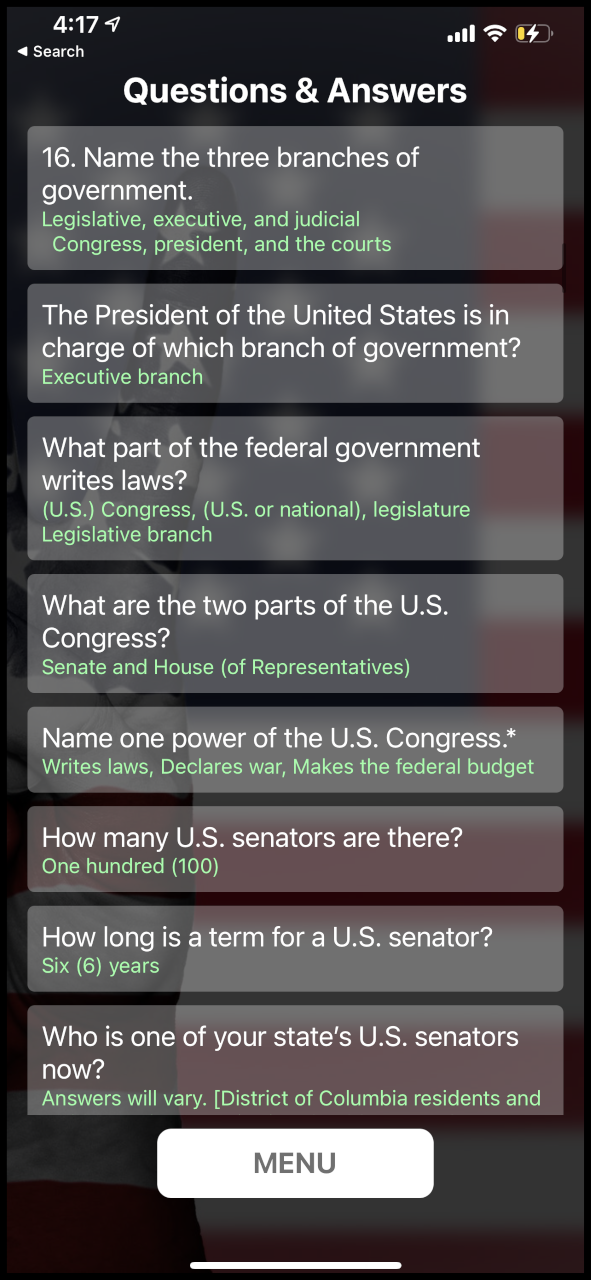 4:17
◀ Search
Questions & Answers
16. Name the three branches of
government.
Legislative, executive, and judicial
Congress, president, and the courts
The President of the United States is in
charge of which branch of government?
Executive branch
What part of the federal government
writes laws?
(U.S.) Congress, (U.S. or national), legislature
Legislative branch
What are the two parts of the U.S.
Congress?
Senate and House (of Representatives)
Name one power of the U.S. Congress.*
Writes laws, Declares war, Makes the federal budget
How many U.S. senators are there?
One hundred (100)
How long is a term for a U.S. senator?
Six (6) years
Who is one of your state’s U.S. senators
now?
Answers will vary. [District of Columbia residents and
MENU